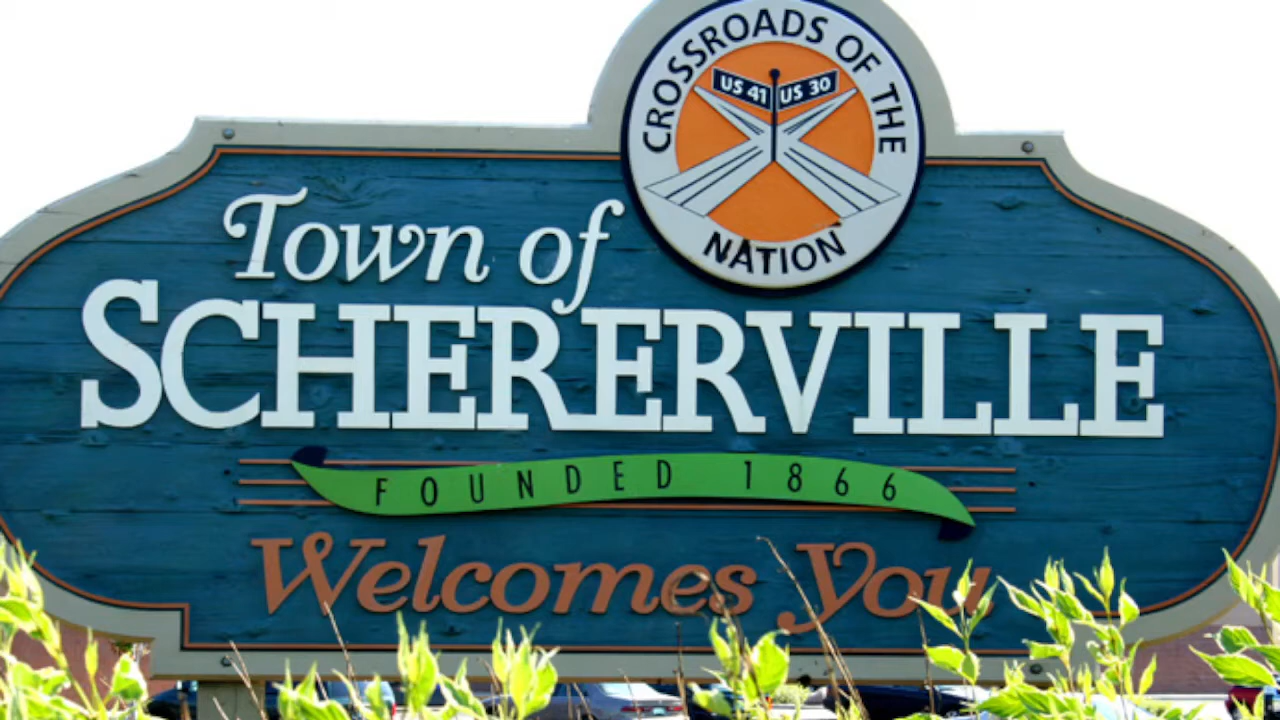 CROSSROADS OF THE
US 41 US 30
NATION
Town of
SCHERERVILLE
FOUNDED 1866
Welcomes You